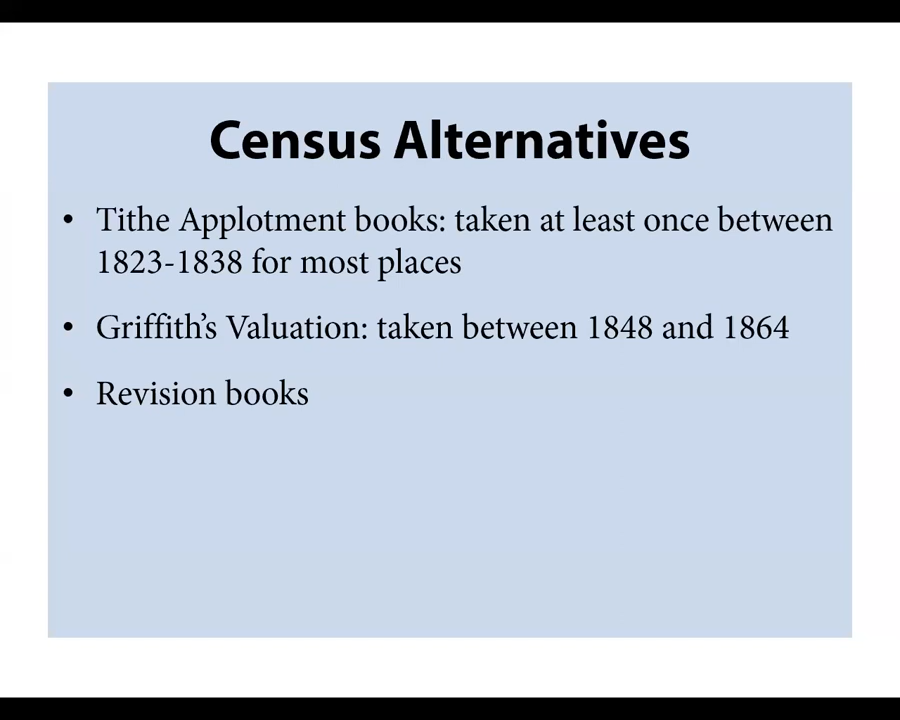 Census Alternatives
• Tithe Applotment books: taken at least once between
1823-1838 for most places
• Griffith’s Valuation: taken between 1848 and 1864
• Revision books